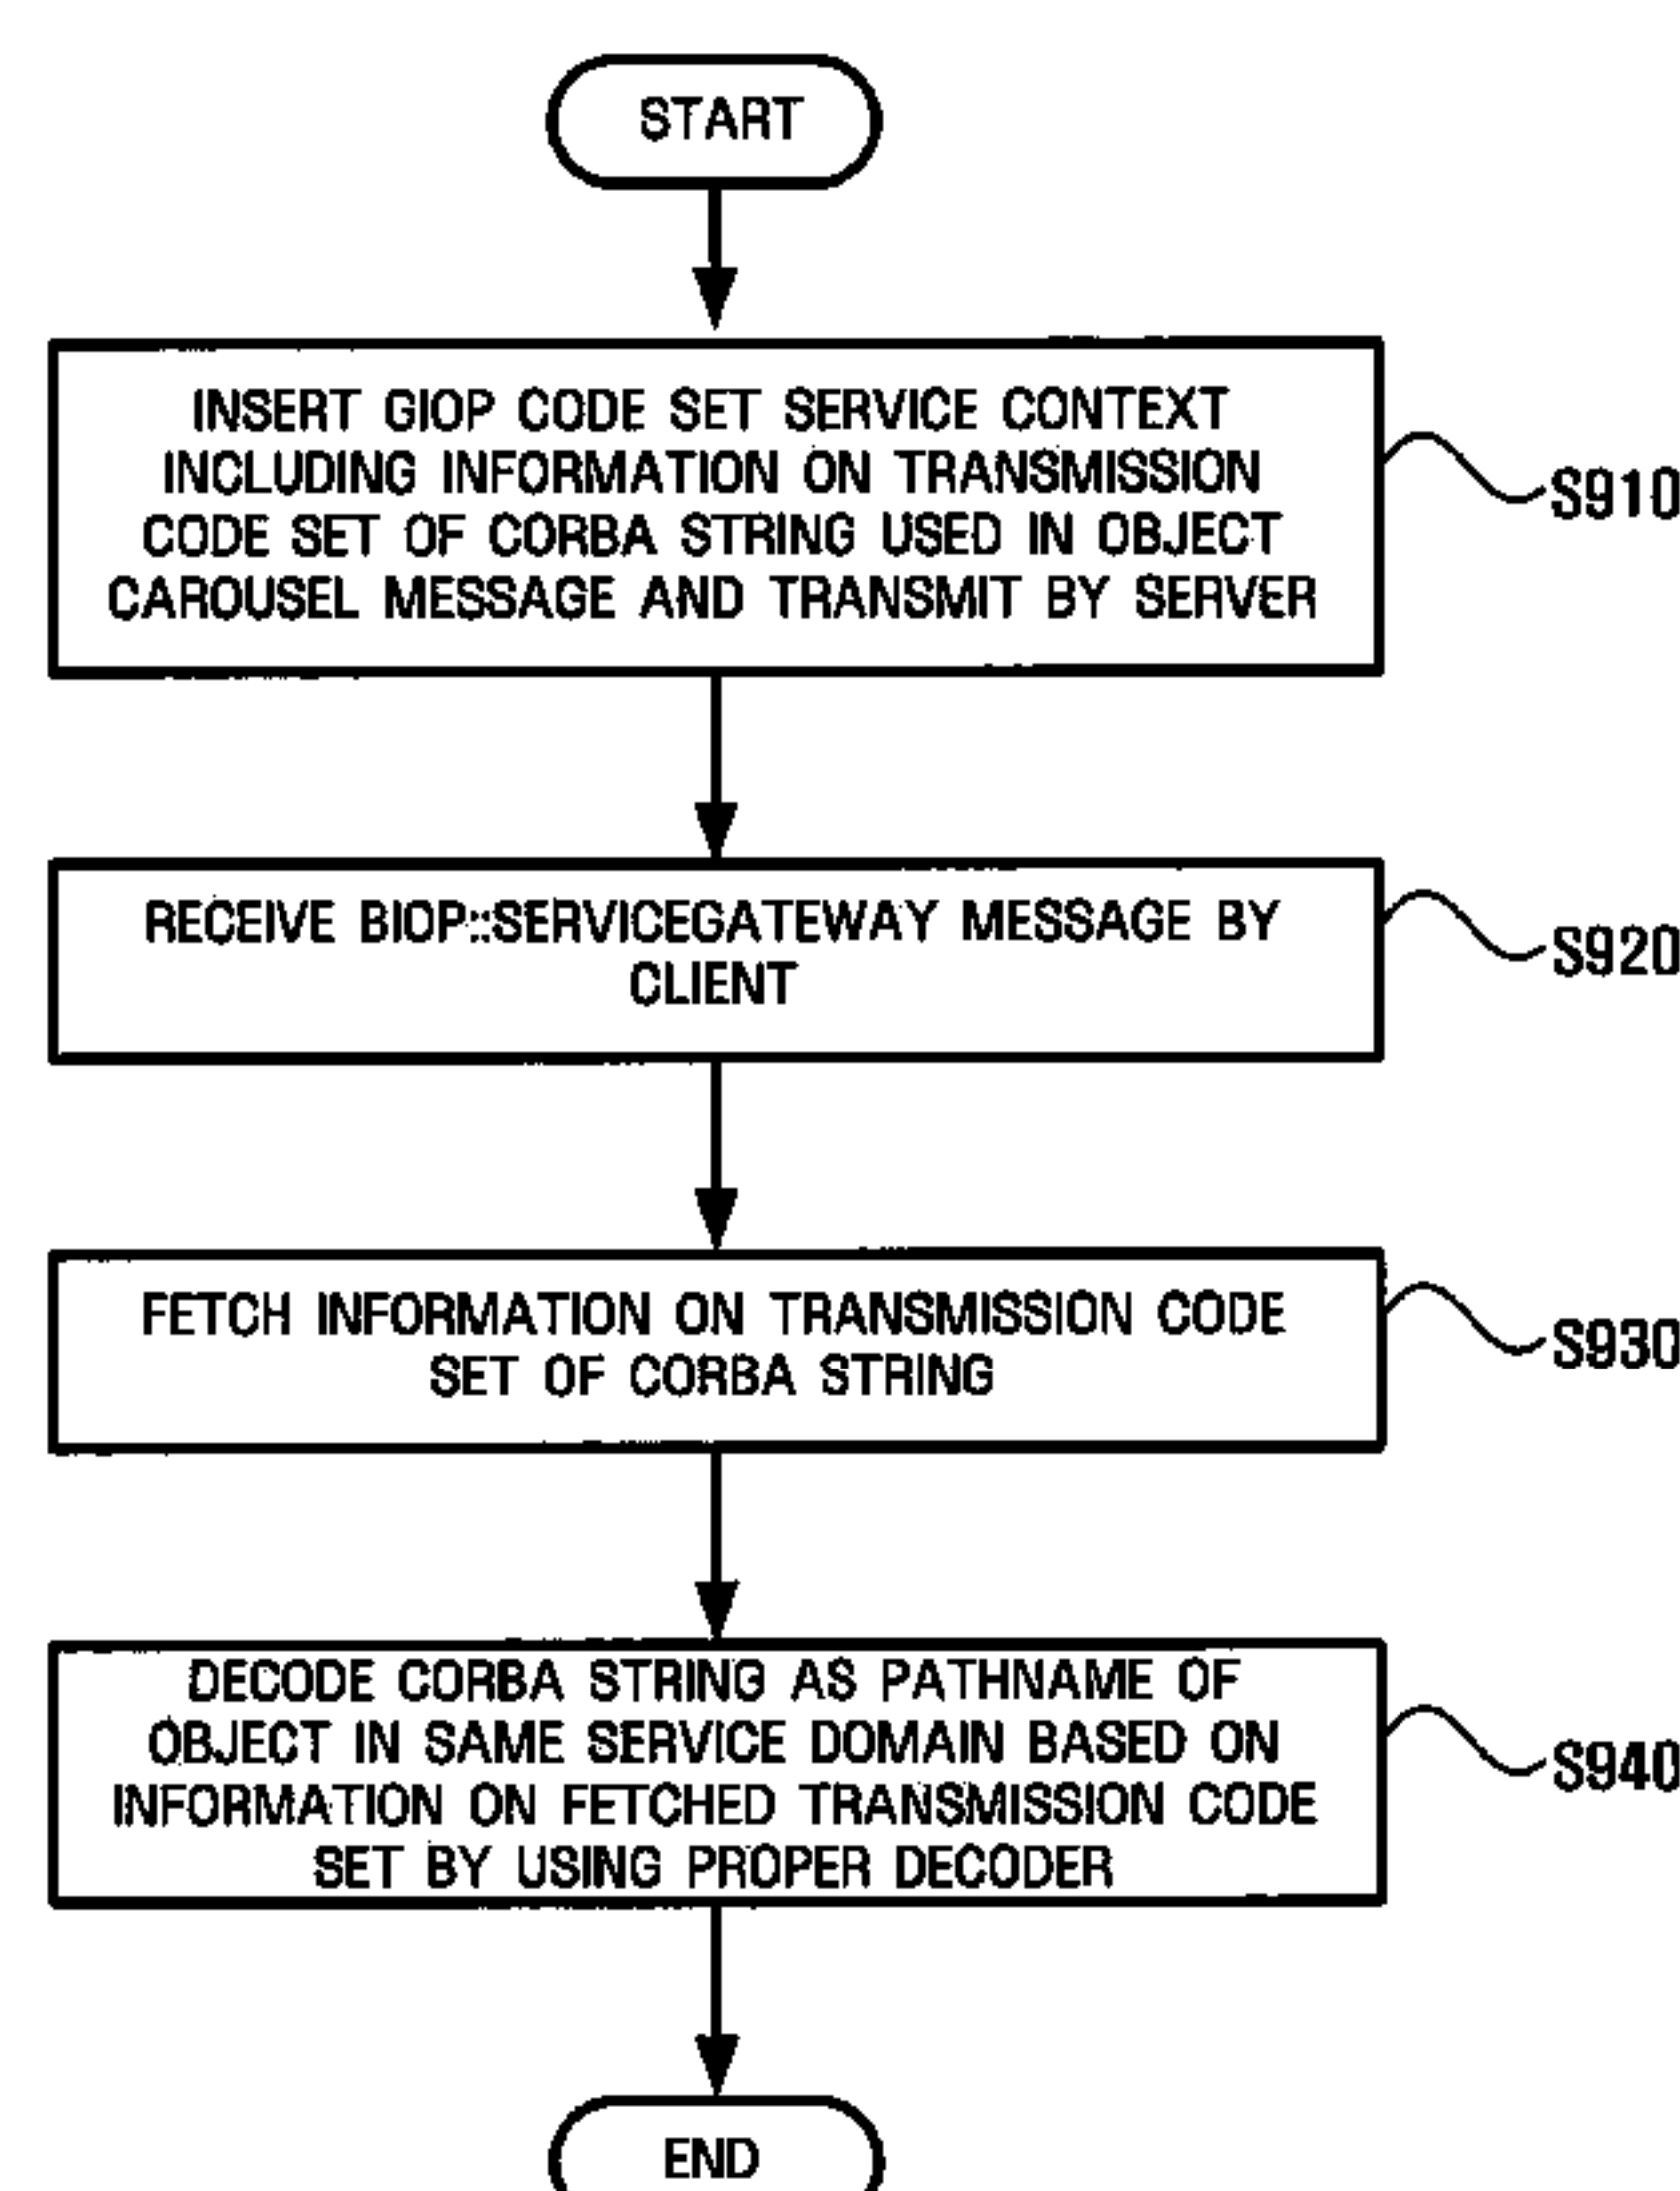 START
INSERT GIOP CODE SET SERVICE CONTEXT
INCLUDING INFORMATION ON TRANSMISSION
CODE SET OF CORBA STRING USED IN OBJECT
CAROUSEL MESSAGE AND TRANSMIT BY SERVER
S910
RECEIVE BIOP::SERVICEGATEWAY MESSAGE BY
CLIENT
S920
FETCH INFORMATION ON TRANSMISSION CODE
SET OF CORBA STRING
S930
DECODE CORBA STRING AS PATHNAME OF
OBJECT IN SAME SERVICE DOMAIN BASED ON
INFORMATION ON FETCHED TRANSMISSION CODE
SET BY USING PROPER DECODER
S940
END